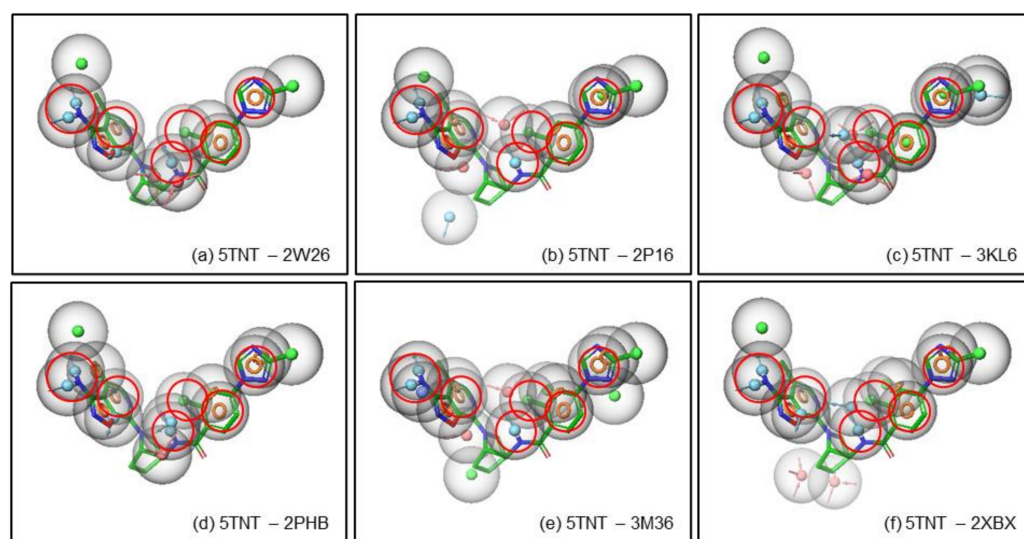 (a) 5TNT – 2W26
(b) 5TNT – 2P16
(c) 5TNT – 3KL6
(d) 5TNT – 2PHB
(e) 5TNT – 3M36
(f) 5TNT – 2XBX